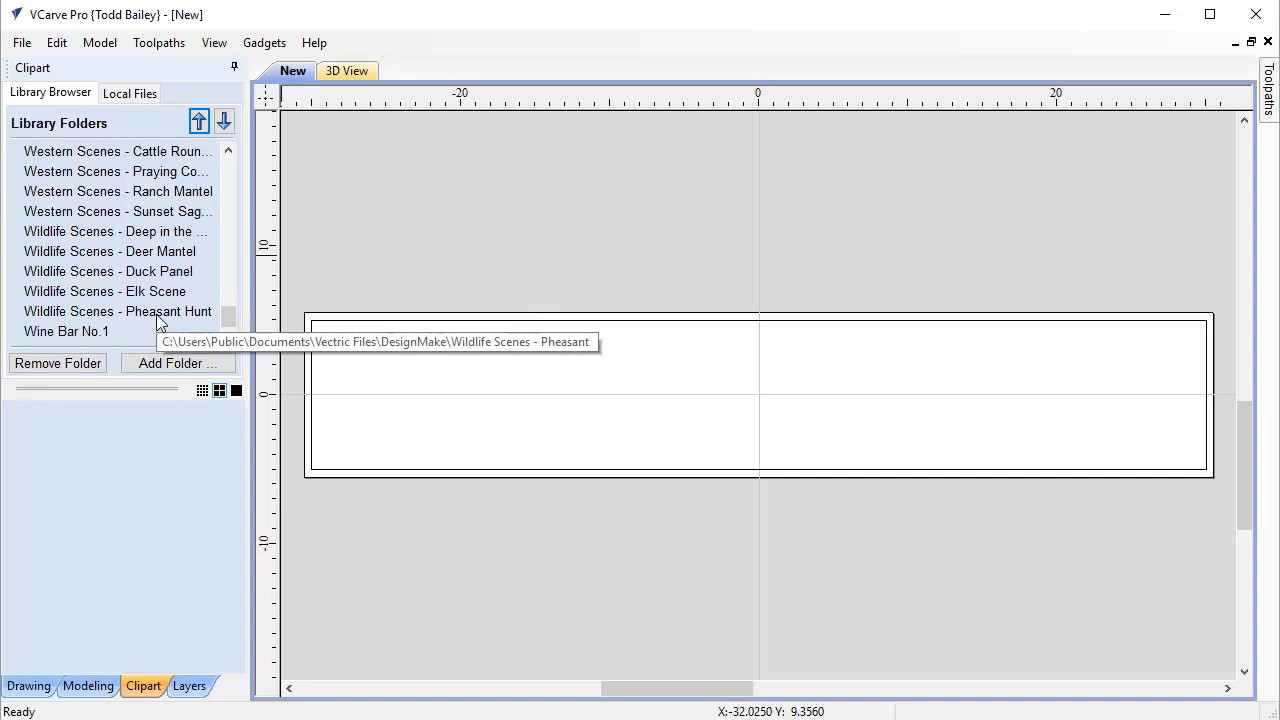 VCarve Pro {Todd Bailey} - [New]
File Edit Model Toolpaths View Gadgets Help
Clipart
New 3D View
Library Browser Local Files
Library Folders
-20 0 20
Western Scenes - Cattle Roun...
Western Scenes - Praying Co...
Western Scenes - Ranch Mantel
Western Scenes - Sunset Sag...
Wildlife Scenes - Deep in the ...
Wildlife Scenes - Deer Mantel
Wildlife Scenes - Duck Panel
Wildlife Scenes - Elk Scene
Wildlife Scenes - Pheasant Hunt
Wine Bar No.1
C:\Users\Public\Documents\Vectric Files\DesignMake\Wildlife Scenes - Pheasant
Remove Folder Add Folder ...
10
0
-10
Toolpaths
Drawing Modeling Clipart Layers
Ready X:-32.0250 Y: 9.3560